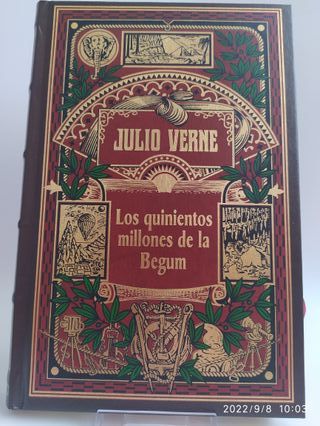 JULIO VERNE
Los quinientos
millones de la
Begum
2022/9/8 10:03